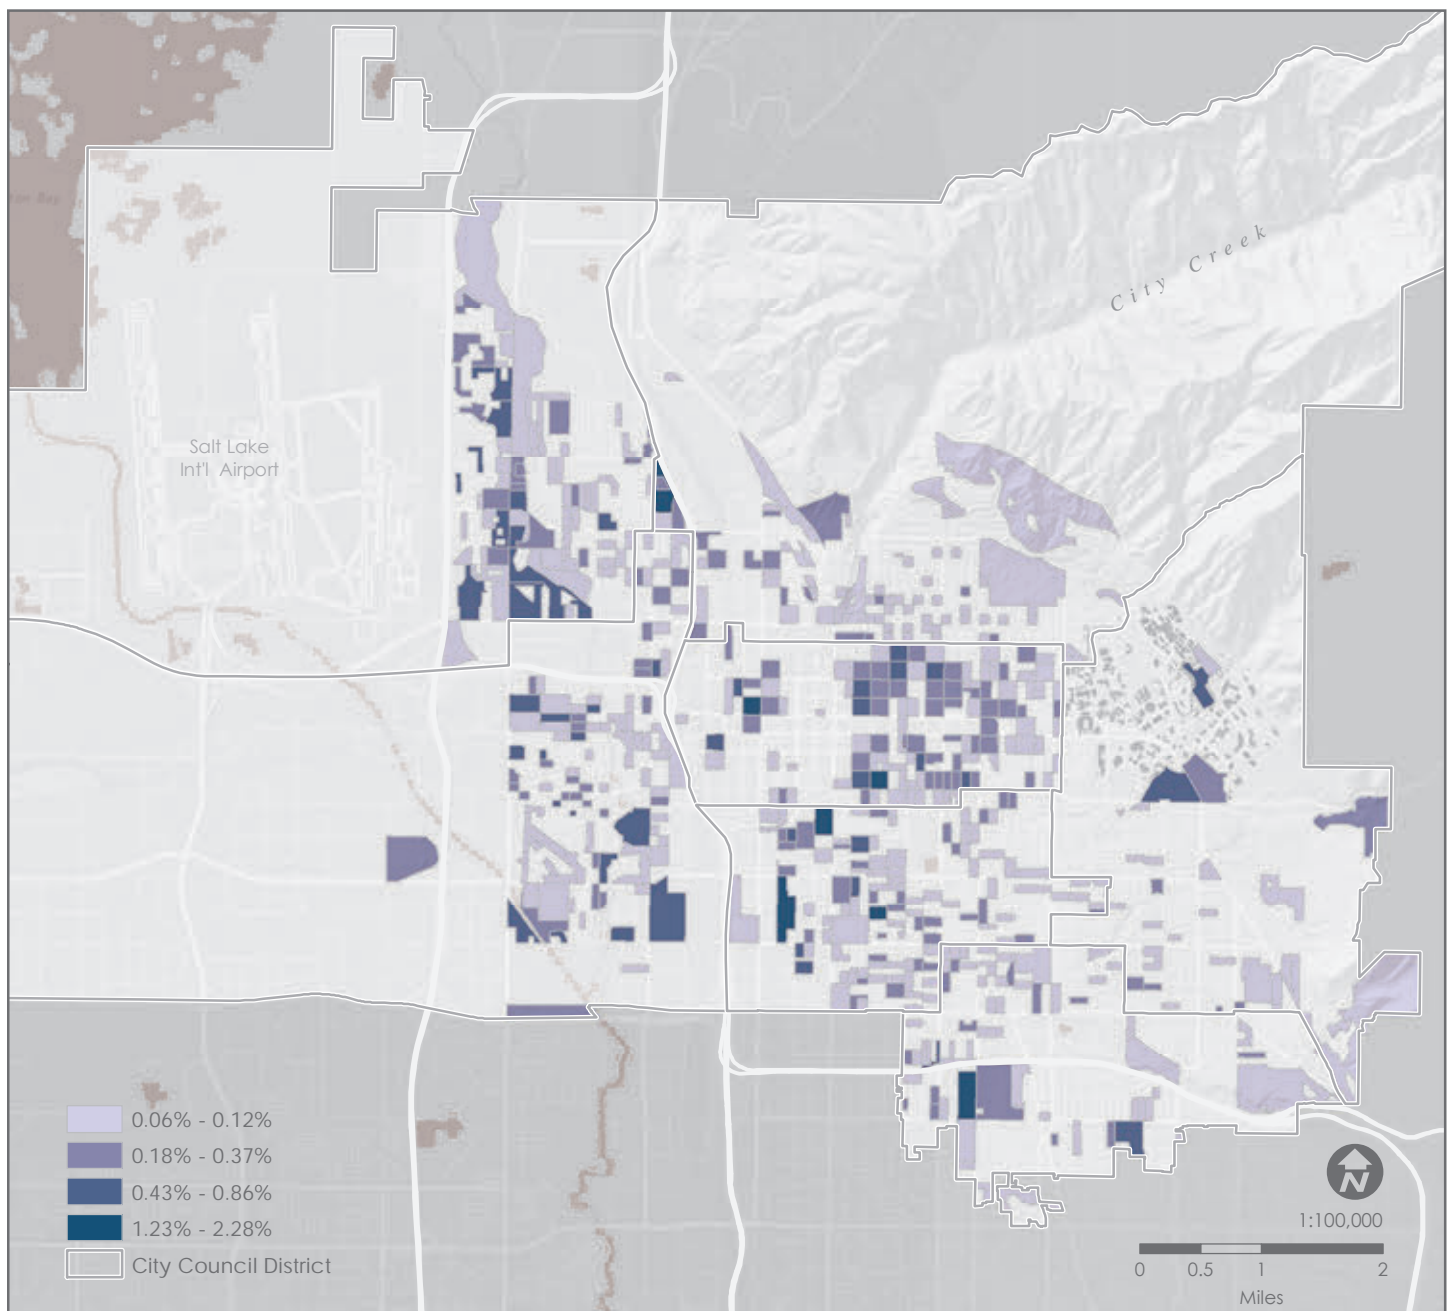 City Creek
Salt Lake
Int'l Airport
0.06% - 0.12%
0.18% - 0.37%
0.43% - 0.86%
1.23% - 2.28%
City Council District
N
1:100,000
0 0.5 1 2
Miles